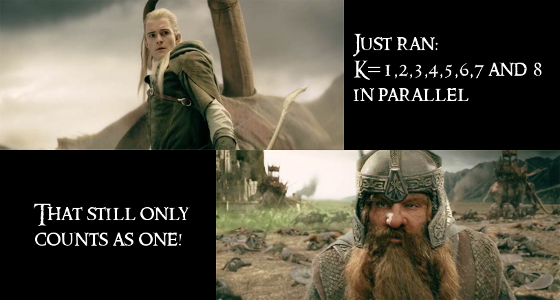 Just ran:
K=1,2,3,4,5,6,7 and 8
in parallel
That still only
counts as one!